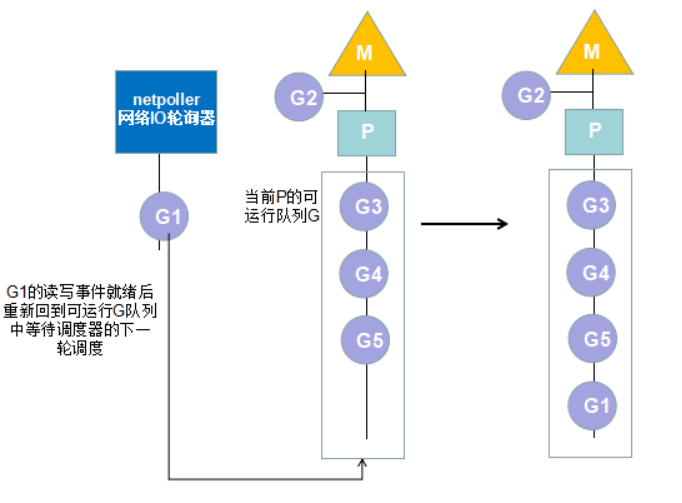 M
G2
P
netpoller
网络IO轮询器
G1
当前P的可
运行队列G
G3
G4
G5
G1的读写事件就绪后
重新回到可运行G队列
中等待调度器的下一
轮调度
M
G2
P
G3
G4
G5
G1